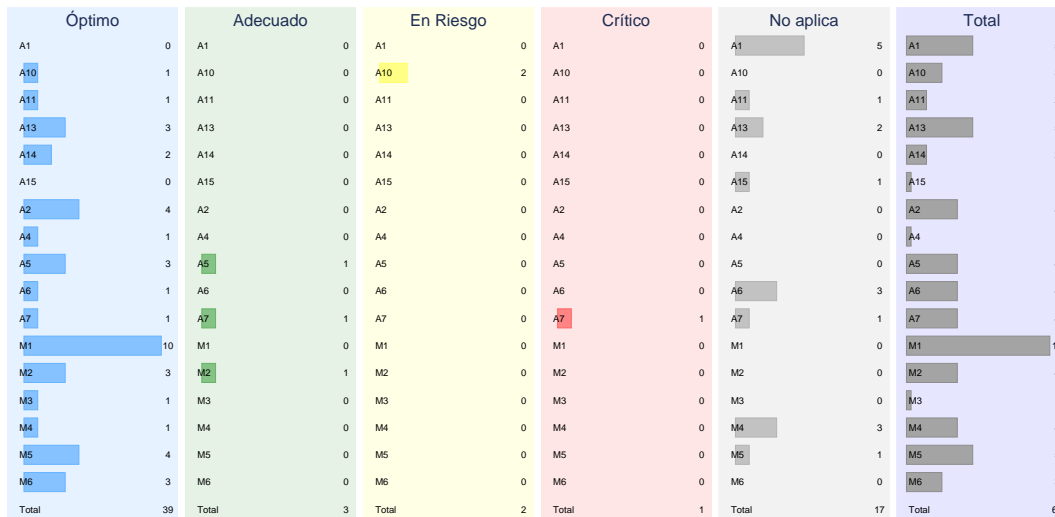 Óptimo Adecuado En Riesgo Crítico No aplica Total
A1 0 A1 0 A1 0 A1 0 A1 5 A1
A10 1 A10 0 A10 2 A10 0 A10 0 A10
A11 1 A11 0 A11 0 A11 0 A11 1 A11
A13 3 A13 0 A13 0 A13 0 A13 2 A13
A14 2 A14 0 A14 0 A14 0 A14 0 A14
A15 0 A15 0 A15 0 A15 0 A15 1 A15
A2 4 A2 0 A2 0 A2 0 A2 0 A2
A4 1 A4 0 A4 0 A4 0 A4 0 A4
A5 3 A5 1 A5 0 A5 0 A5 0 A5
A6 1 A6 0 A6 0 A6 0 A6 3 A6
A7 1 A7 1 A7 0 A7 1 A7 1 A7
M1 10 M1 0 M1 0 M1 0 M1 0 M1
M2 3 M2 1 M2 0 M2 0 M2 0 M2
M3 1 M3 0 M3 0 M3 0 M3 0 M3
M4 1 M4 0 M4 0 M4 0 M4 3 M4
M5 4 M5 0 M5 0 M5 0 M5 1 M5
M6 3 M6 0 M6 0 M6 0 M6 0 M6
Total 39 Total 3 Total 2 Total 1 Total 17 Total